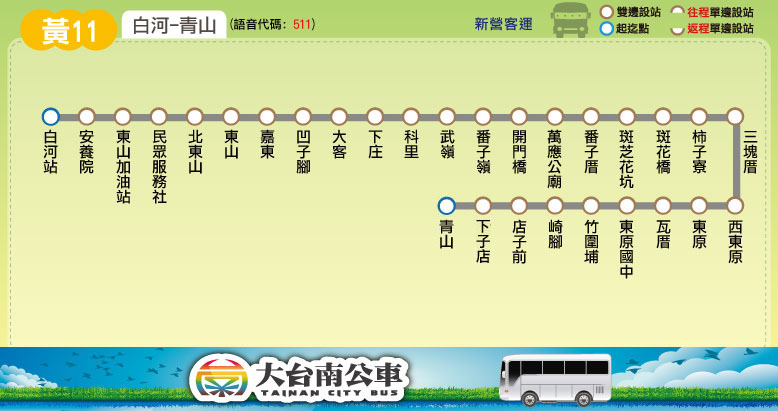 黃11
白河-青山
(語音代碼: 511)
新營客運
雙邊設站
往程單邊設站
起迄點
返程單邊設站
白河站
安養院
東山加油站
民眾服務社
北東山
東山
嘉東
凹子腳
大客
下庄
科里
武嶺
番子嶺
開門橋
萬應公廟
番子厝
斑芝花坑
斑花橋
柿子寮
三塊厝
西東原
東原
瓦厝
東原國中
竹圍埔
崎腳
店子前
下子店
青山
大台南公車
TAINAN CITY BUS